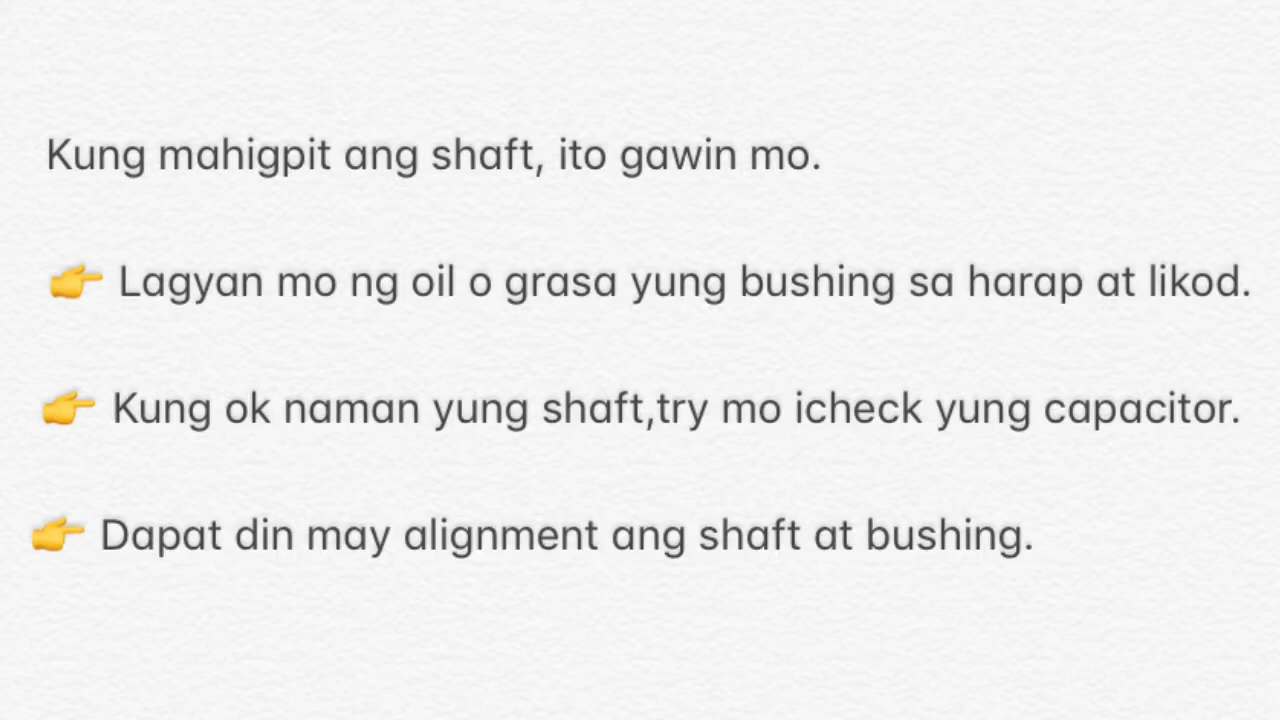 Kung mahigpit ang shaft, ito gawin mo.
👉 Lagyan mo ng oil o grasa yung bushing sa harap at likod.
👉 Kung ok naman yung shaft,try mo icheck yung capacitor.
👉 Dapat din may alignment ang shaft at bushing.